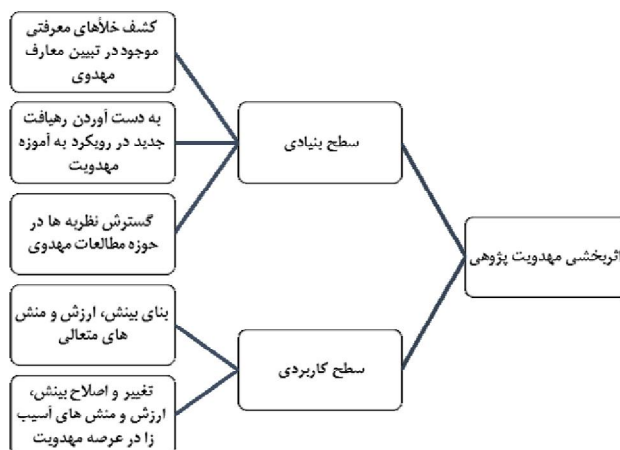 اثربخشی مهدویت پژوهی
سطح بنیادی
کشف خلأهای معرفتی
موجود در تبیین معارف
مهدوی
به دست آوردن رهیافت
جدید در رویکرد به آموزه
مهدویت
گسترش نظریه ها در
حوزه مطالعات مهدوی
سطح کاربردی
بنای بینش، ارزش و منش
های متعالی
تغییر و اصلاح بینش،
ارزش و منش های آسیب
زا در عرصه مهدویت